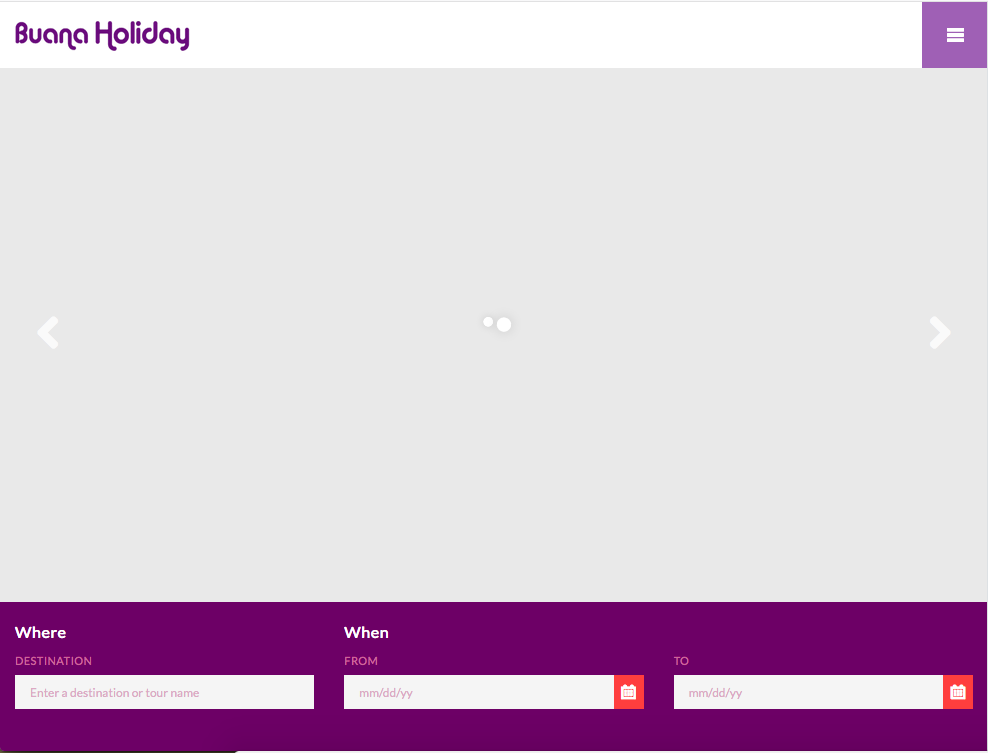 Buana Holiday
Where
When
DESTINATION
FROM
TO
Enter a destination or tour name
mm/dd/yy
mm/dd/yy